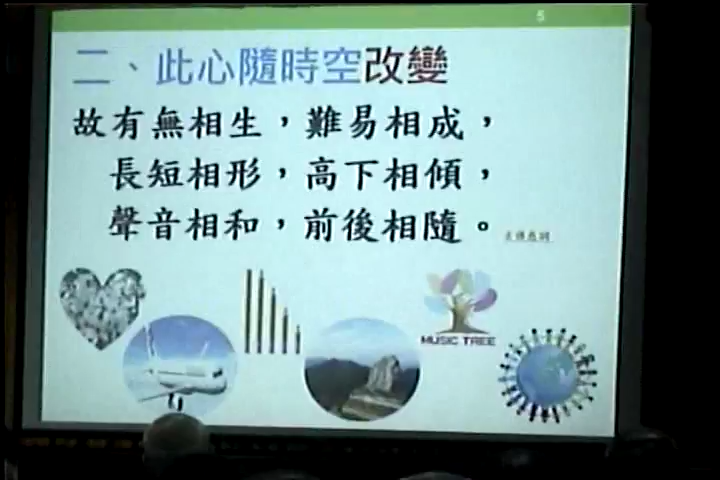 5
二、此心隨時空改變
故有無相生，難易相成，
長短相形，高下相傾，
聲音相和，前後相隨。
MUSIC TREE